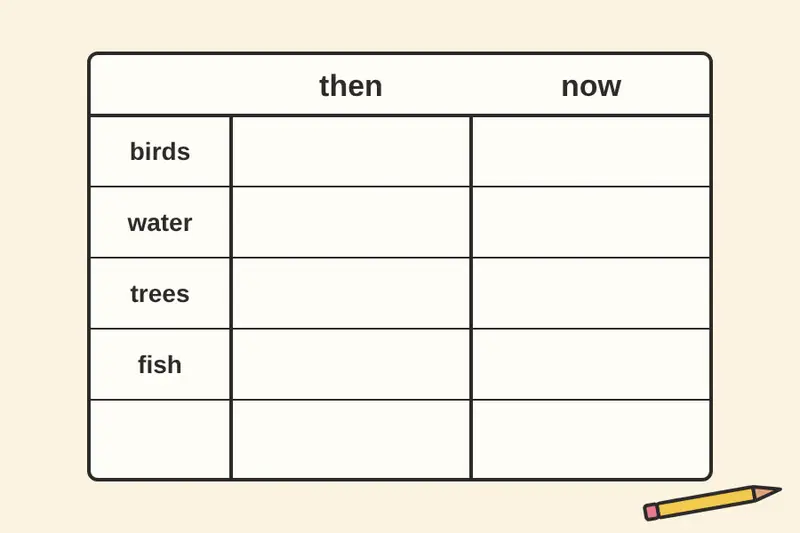 then now
birds
water
trees
fish